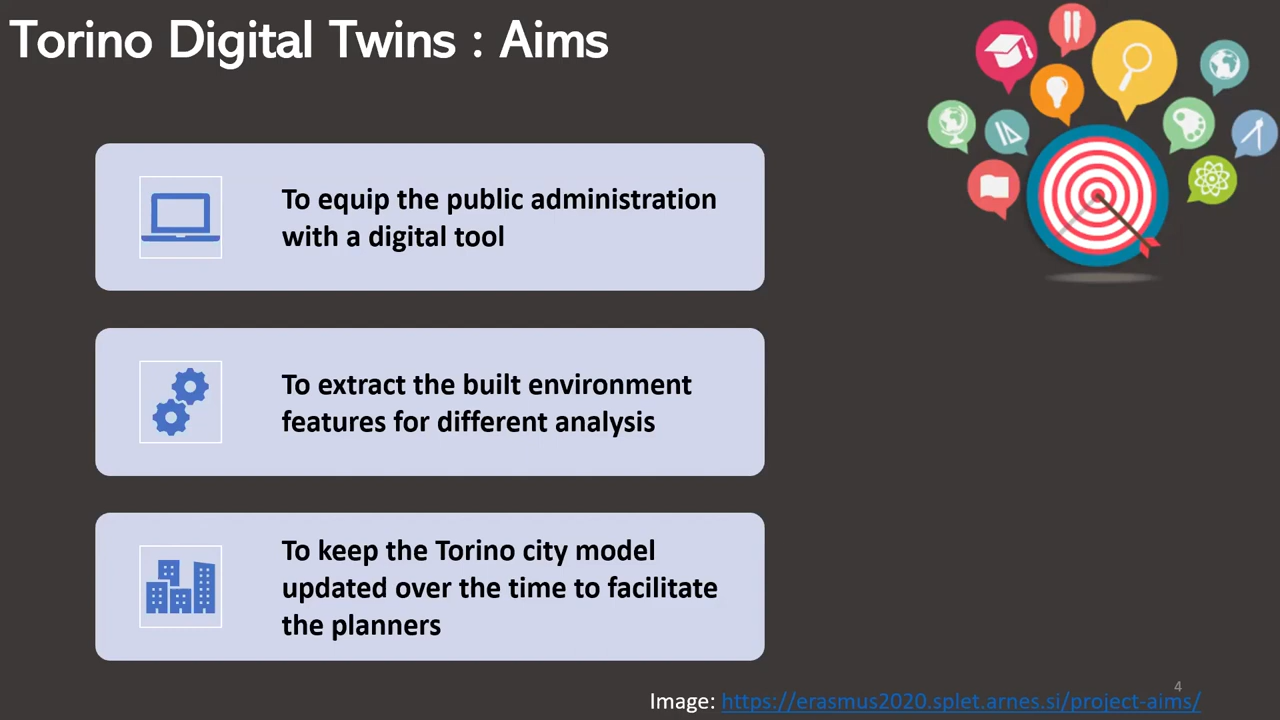 Torino Digital Twins : Aims
To equip the public administration
with a digital tool
To extract the built environment
features for different analysis
To keep the Torino city model
updated over the time to facilitate
the planners
4
Image: https://erasmus2020.splet.arnes.si/project-aims/